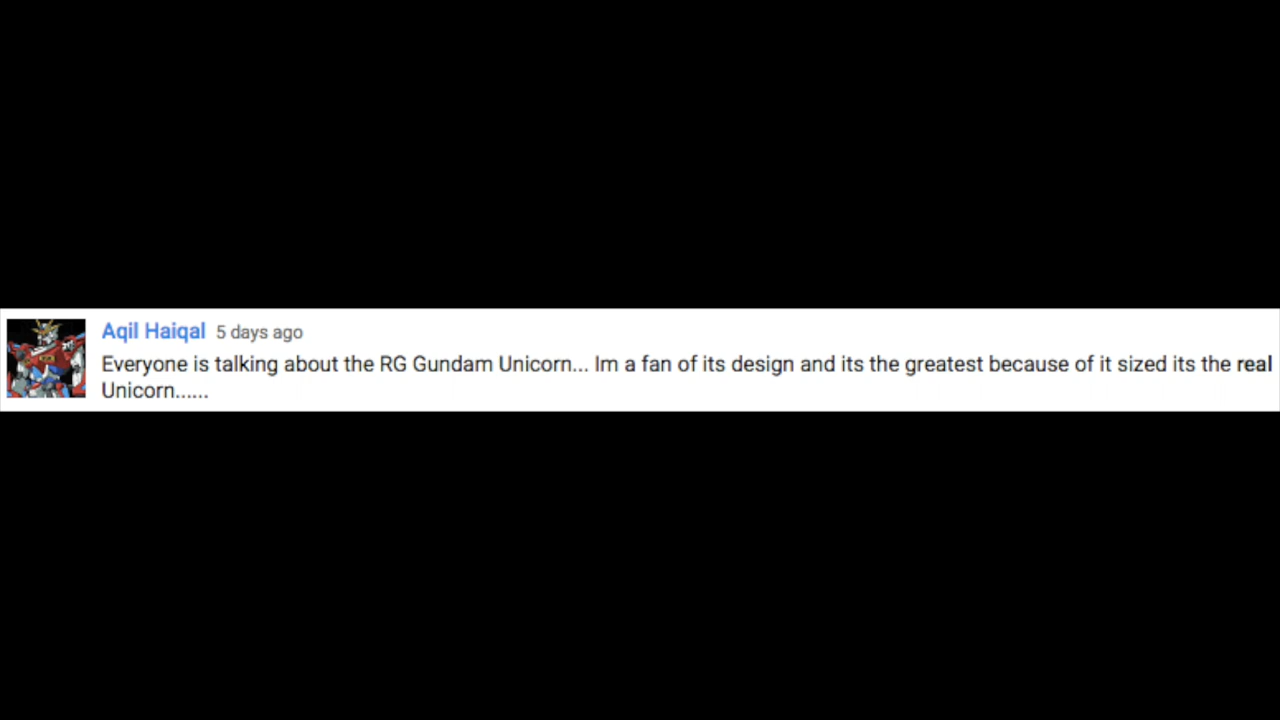 Aqil Haiqal 5 days ago
Everyone is talking about the RG Gundam Unicorn... Im a fan of its design and its the greatest because of it sized its the real
Unicorn......